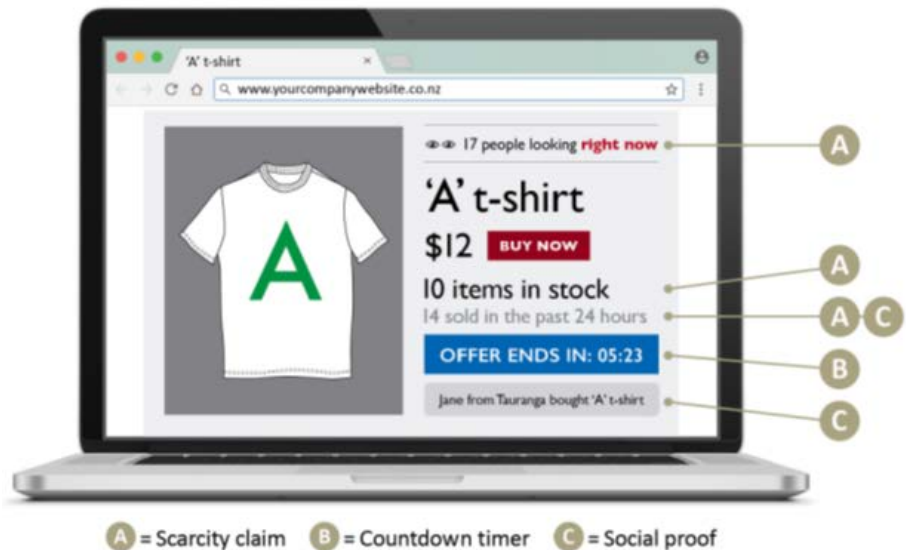 'A' t-shirt ×
www.yourcompanywebsite.co.nz
A
17 people looking right now
A
'A' t-shirt
$12 BUY NOW
A
10 items in stock
14 sold in the past 24 hours
A C
OFFER ENDS IN: 05:23
B
Jane from Tauranga bought 'A' t-shirt
C
A = Scarcity claim B = Countdown timer C = Social proof